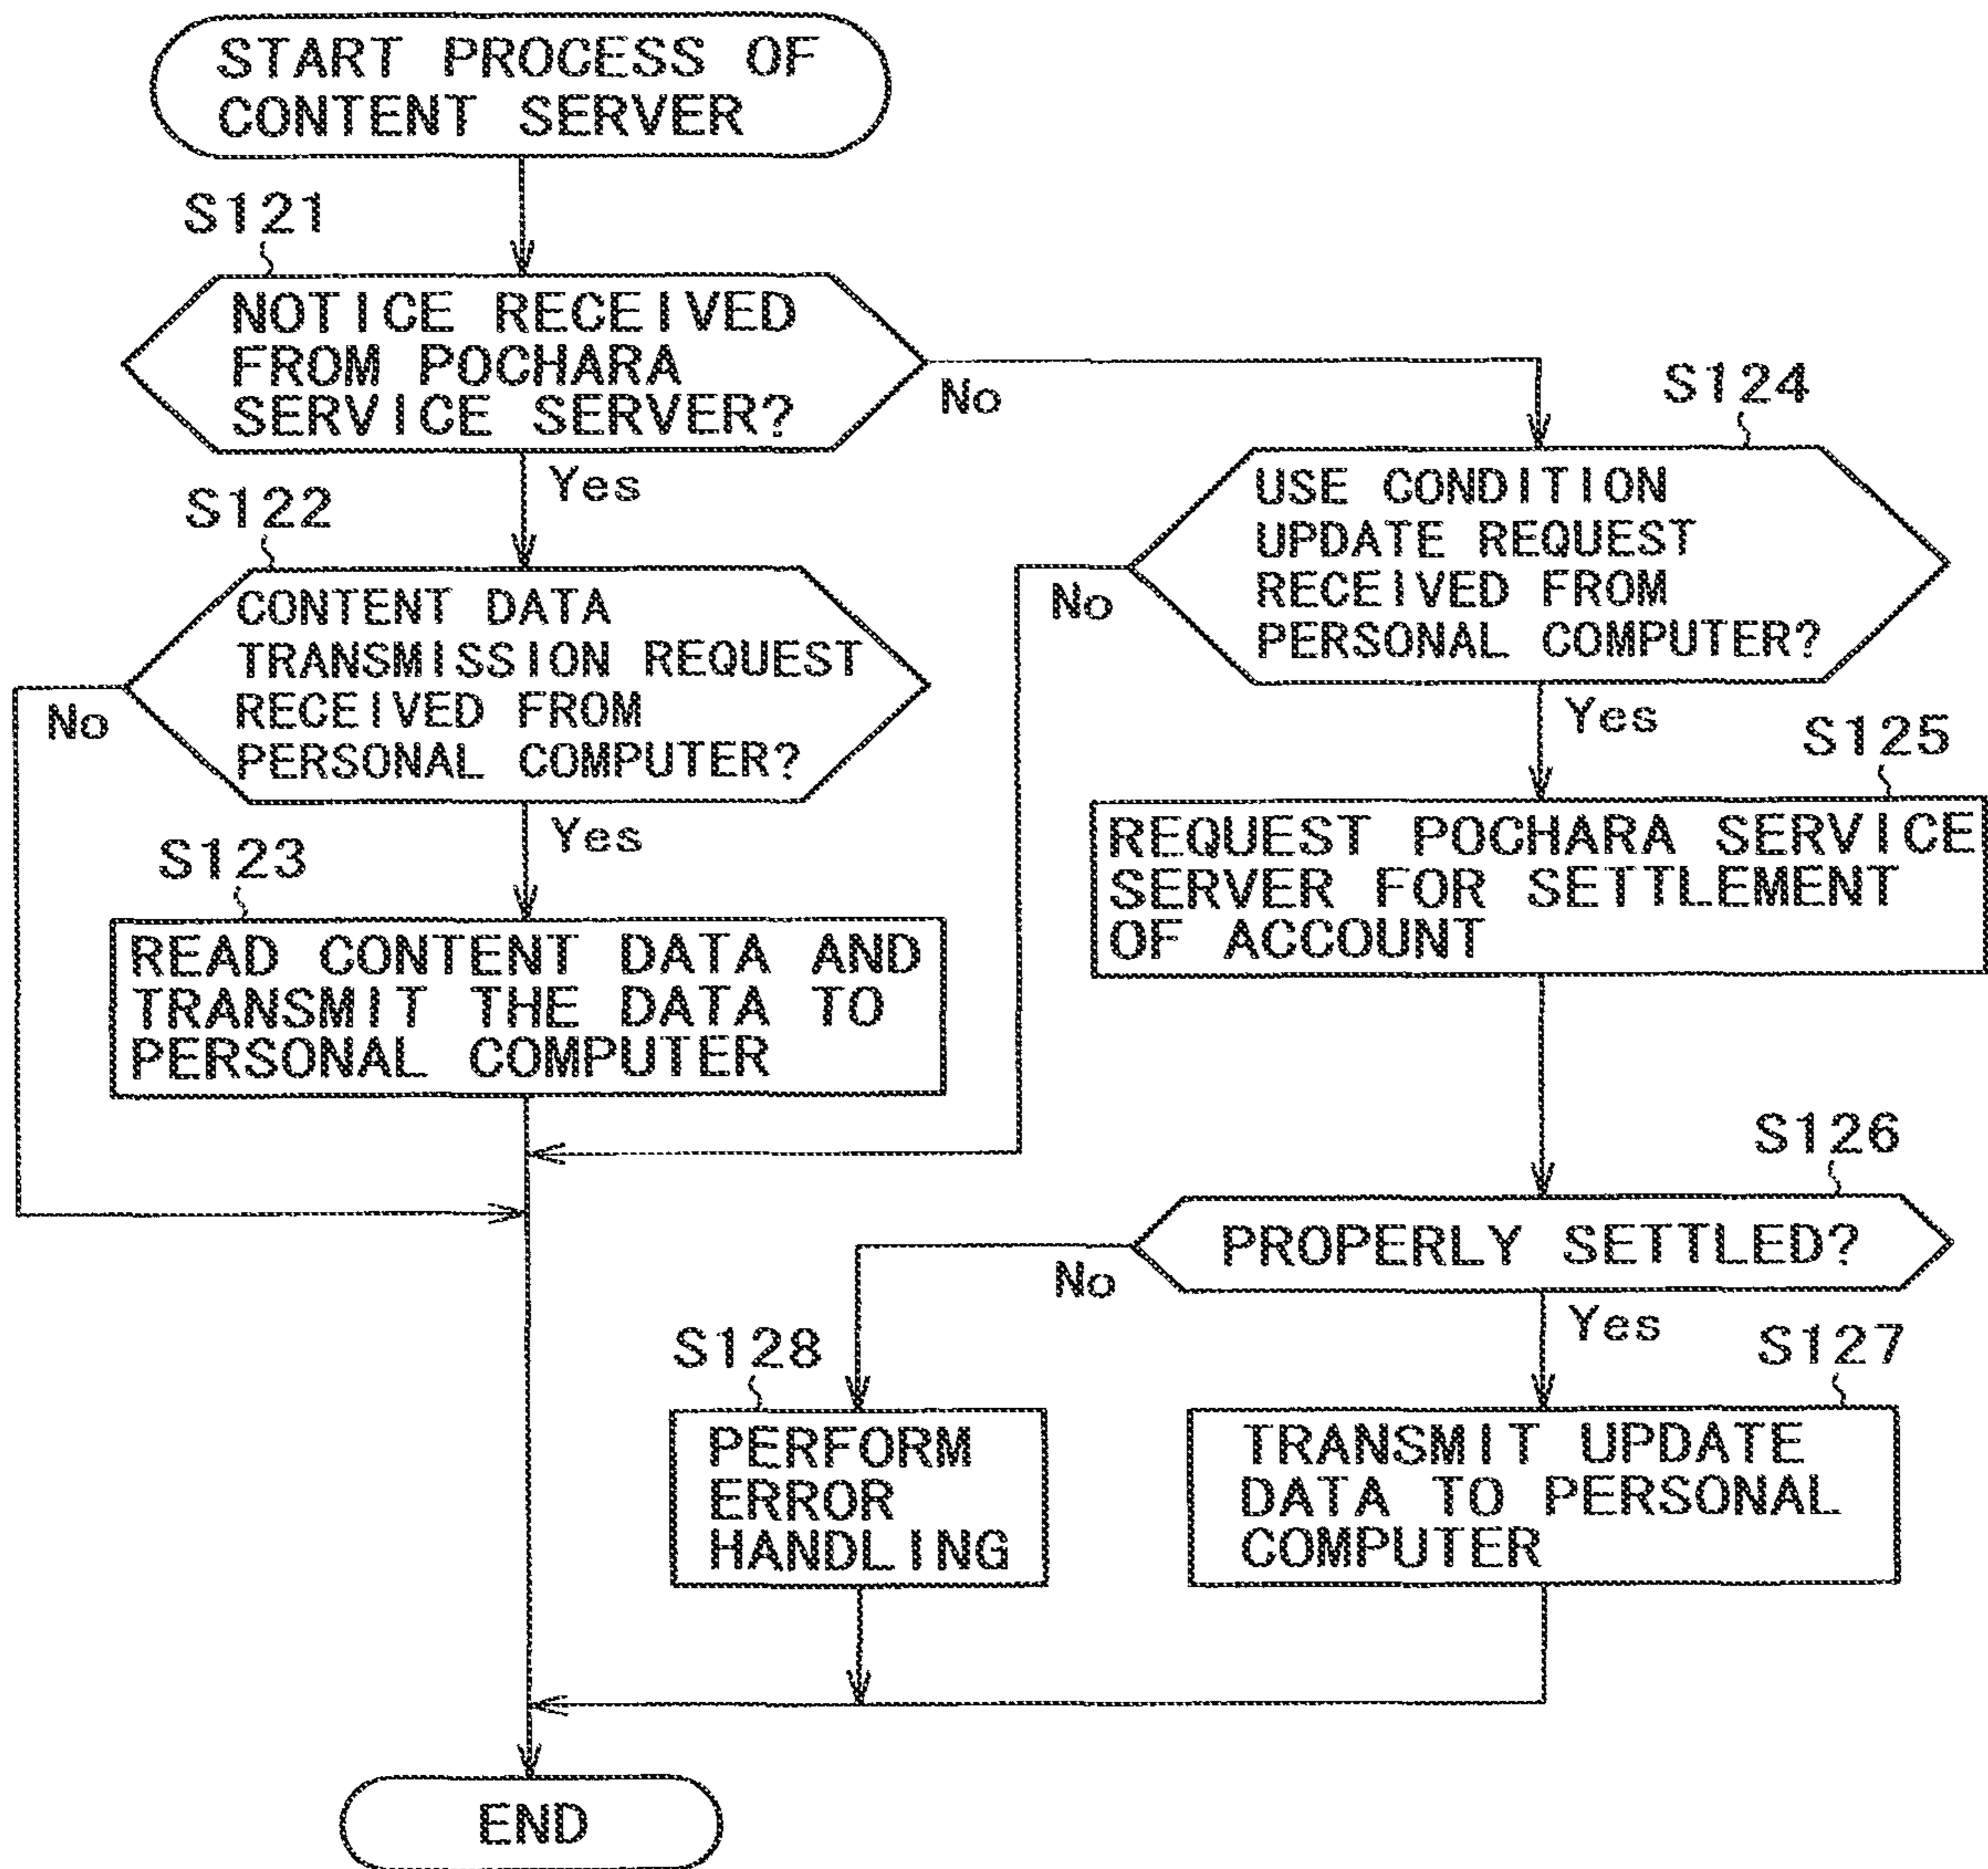 START PROCESS OF
CONTENT SERVER
S121
NOTICE RECEIVED
FROM POCHARA
SERVICE SERVER?
No
Yes
S122
CONTENT DATA
TRANSMISSION REQUEST
RECEIVED FROM
PERSONAL COMPUTER?
No
Yes
S123
READ CONTENT DATA AND
TRANSMIT THE DATA TO
PERSONAL COMPUTER
S124
USE CONDITION
UPDATE REQUEST
RECEIVED FROM
PERSONAL COMPUTER?
No
Yes
S125
REQUEST POCHARA SERVICE
SERVER FOR SETTLEMENT
OF ACCOUNT
S126
PROPERLY SETTLED?
No
Yes
S128
PERFORM
ERROR
HANDLING
S127
TRANSMIT UPDATE
DATA TO PERSONAL
COMPUTER
END